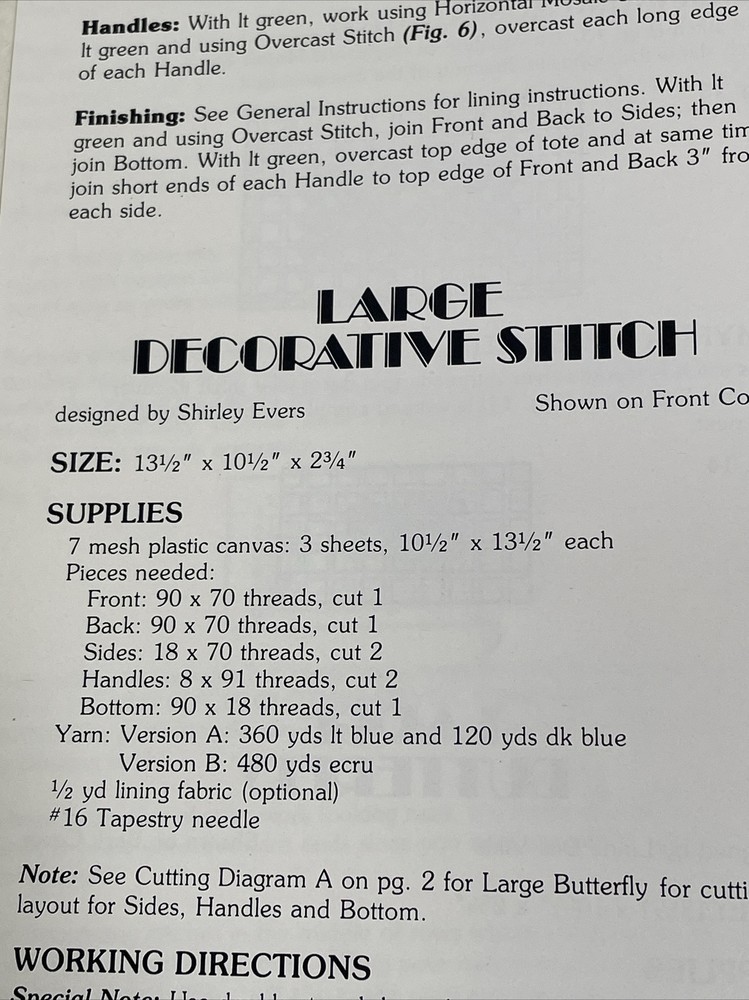 Handles: With lt green, work using Horizontal Mosaic
lt green and using Overcast Stitch (Fig. 6), overcast each long edge
of each Handle.
Finishing: See General Instructions for lining instructions. With lt
green and using Overcast Stitch, join Front and Back to Sides; then
join Bottom. With lt green, overcast top edge of tote and at same tim
join short ends of each Handle to top edge of Front and Back 3" fro
each side.
LARGE
DECORATIVE STITCH
designed by Shirley Evers
Shown on Front Co
SIZE: 13½" x 10½" x 2¾"
SUPPLIES
7 mesh plastic canvas: 3 sheets, 10½" x 13½" each
Pieces needed:
Front: 90 x 70 threads, cut 1
Back: 90 x 70 threads, cut 1
Sides: 18 x 70 threads, cut 2
Handles: 8 x 91 threads, cut 2
Bottom: 90 x 18 threads, cut 1
Yarn: Version A: 360 yds lt blue and 120 yds dk blue
Version B: 480 yds ecru
½ yd lining fabric (optional)
#16 Tapestry needle
Note: See Cutting Diagram A on pg. 2 for Large Butterfly for cutti
layout for Sides, Handles and Bottom.
WORKING DIRECTIONS
Special Note: Use